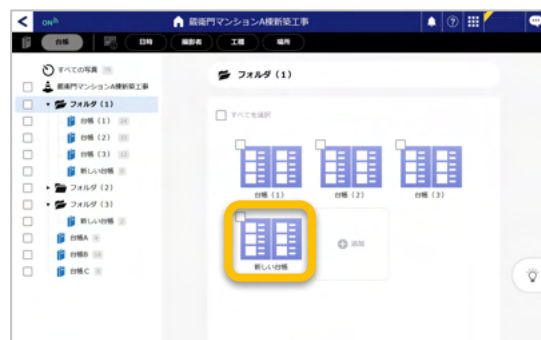 ON
蔵衛門マンションA棟新築工事
台帳 日時 撮影者 工種 場所
すべての写真
蔵衛門マンションA棟新築工事
フォルダ (1)
台帳 (1)
台帳 (2)
台帳 (3)
新しい台帳
フォルダ (2)
フォルダ (3)
新しい台帳
台帳A
台帳B
台帳C
フォルダ (1)
すべてを選択
台帳 (1) 台帳 (2) 台帳 (3)
新しい台帳 追加